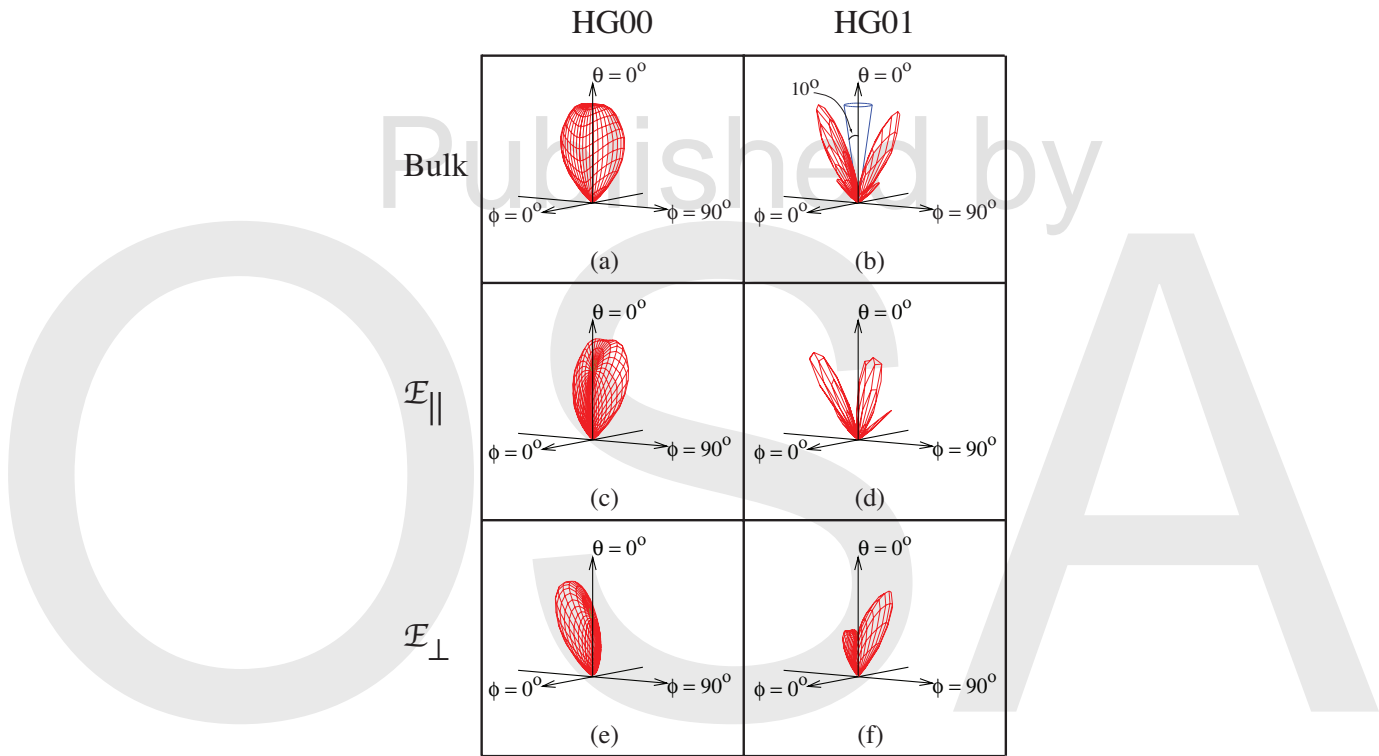 HG00 HG01
θ = 0° θ = 0°
10°
Published by
Bulk
ϕ = 0° ϕ = 90° ϕ = 0° ϕ = 90°
(a) (b)
OSA
θ = 0° θ = 0°
ℰ||
ϕ = 0° ϕ = 90° ϕ = 0° ϕ = 90°
(c) (d)
θ = 0° θ = 0°
ℰ⊥
ϕ = 0° ϕ = 90° ϕ = 0° ϕ = 90°
(e) (f)